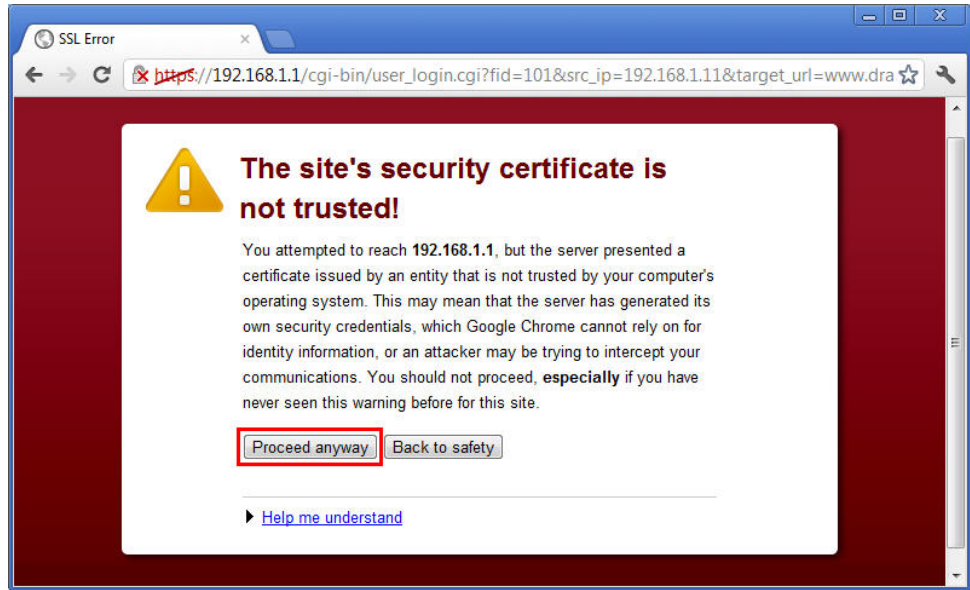 SSL Error
https://192.168.1.1/cgi-bin/user_login.cgi?fid=101&src_ip=192.168.1.11&target_url=www.dra
The site's security certificate is
not trusted!
You attempted to reach 192.168.1.1, but the server presented a
certificate issued by an entity that is not trusted by your computer's
operating system. This may mean that the server has generated its
own security credentials, which Google Chrome cannot rely on for
identity information, or an attacker may be trying to intercept your
communications. You should not proceed, especially if you have
never seen this warning before for this site.
Proceed anyway Back to safety
Help me understand